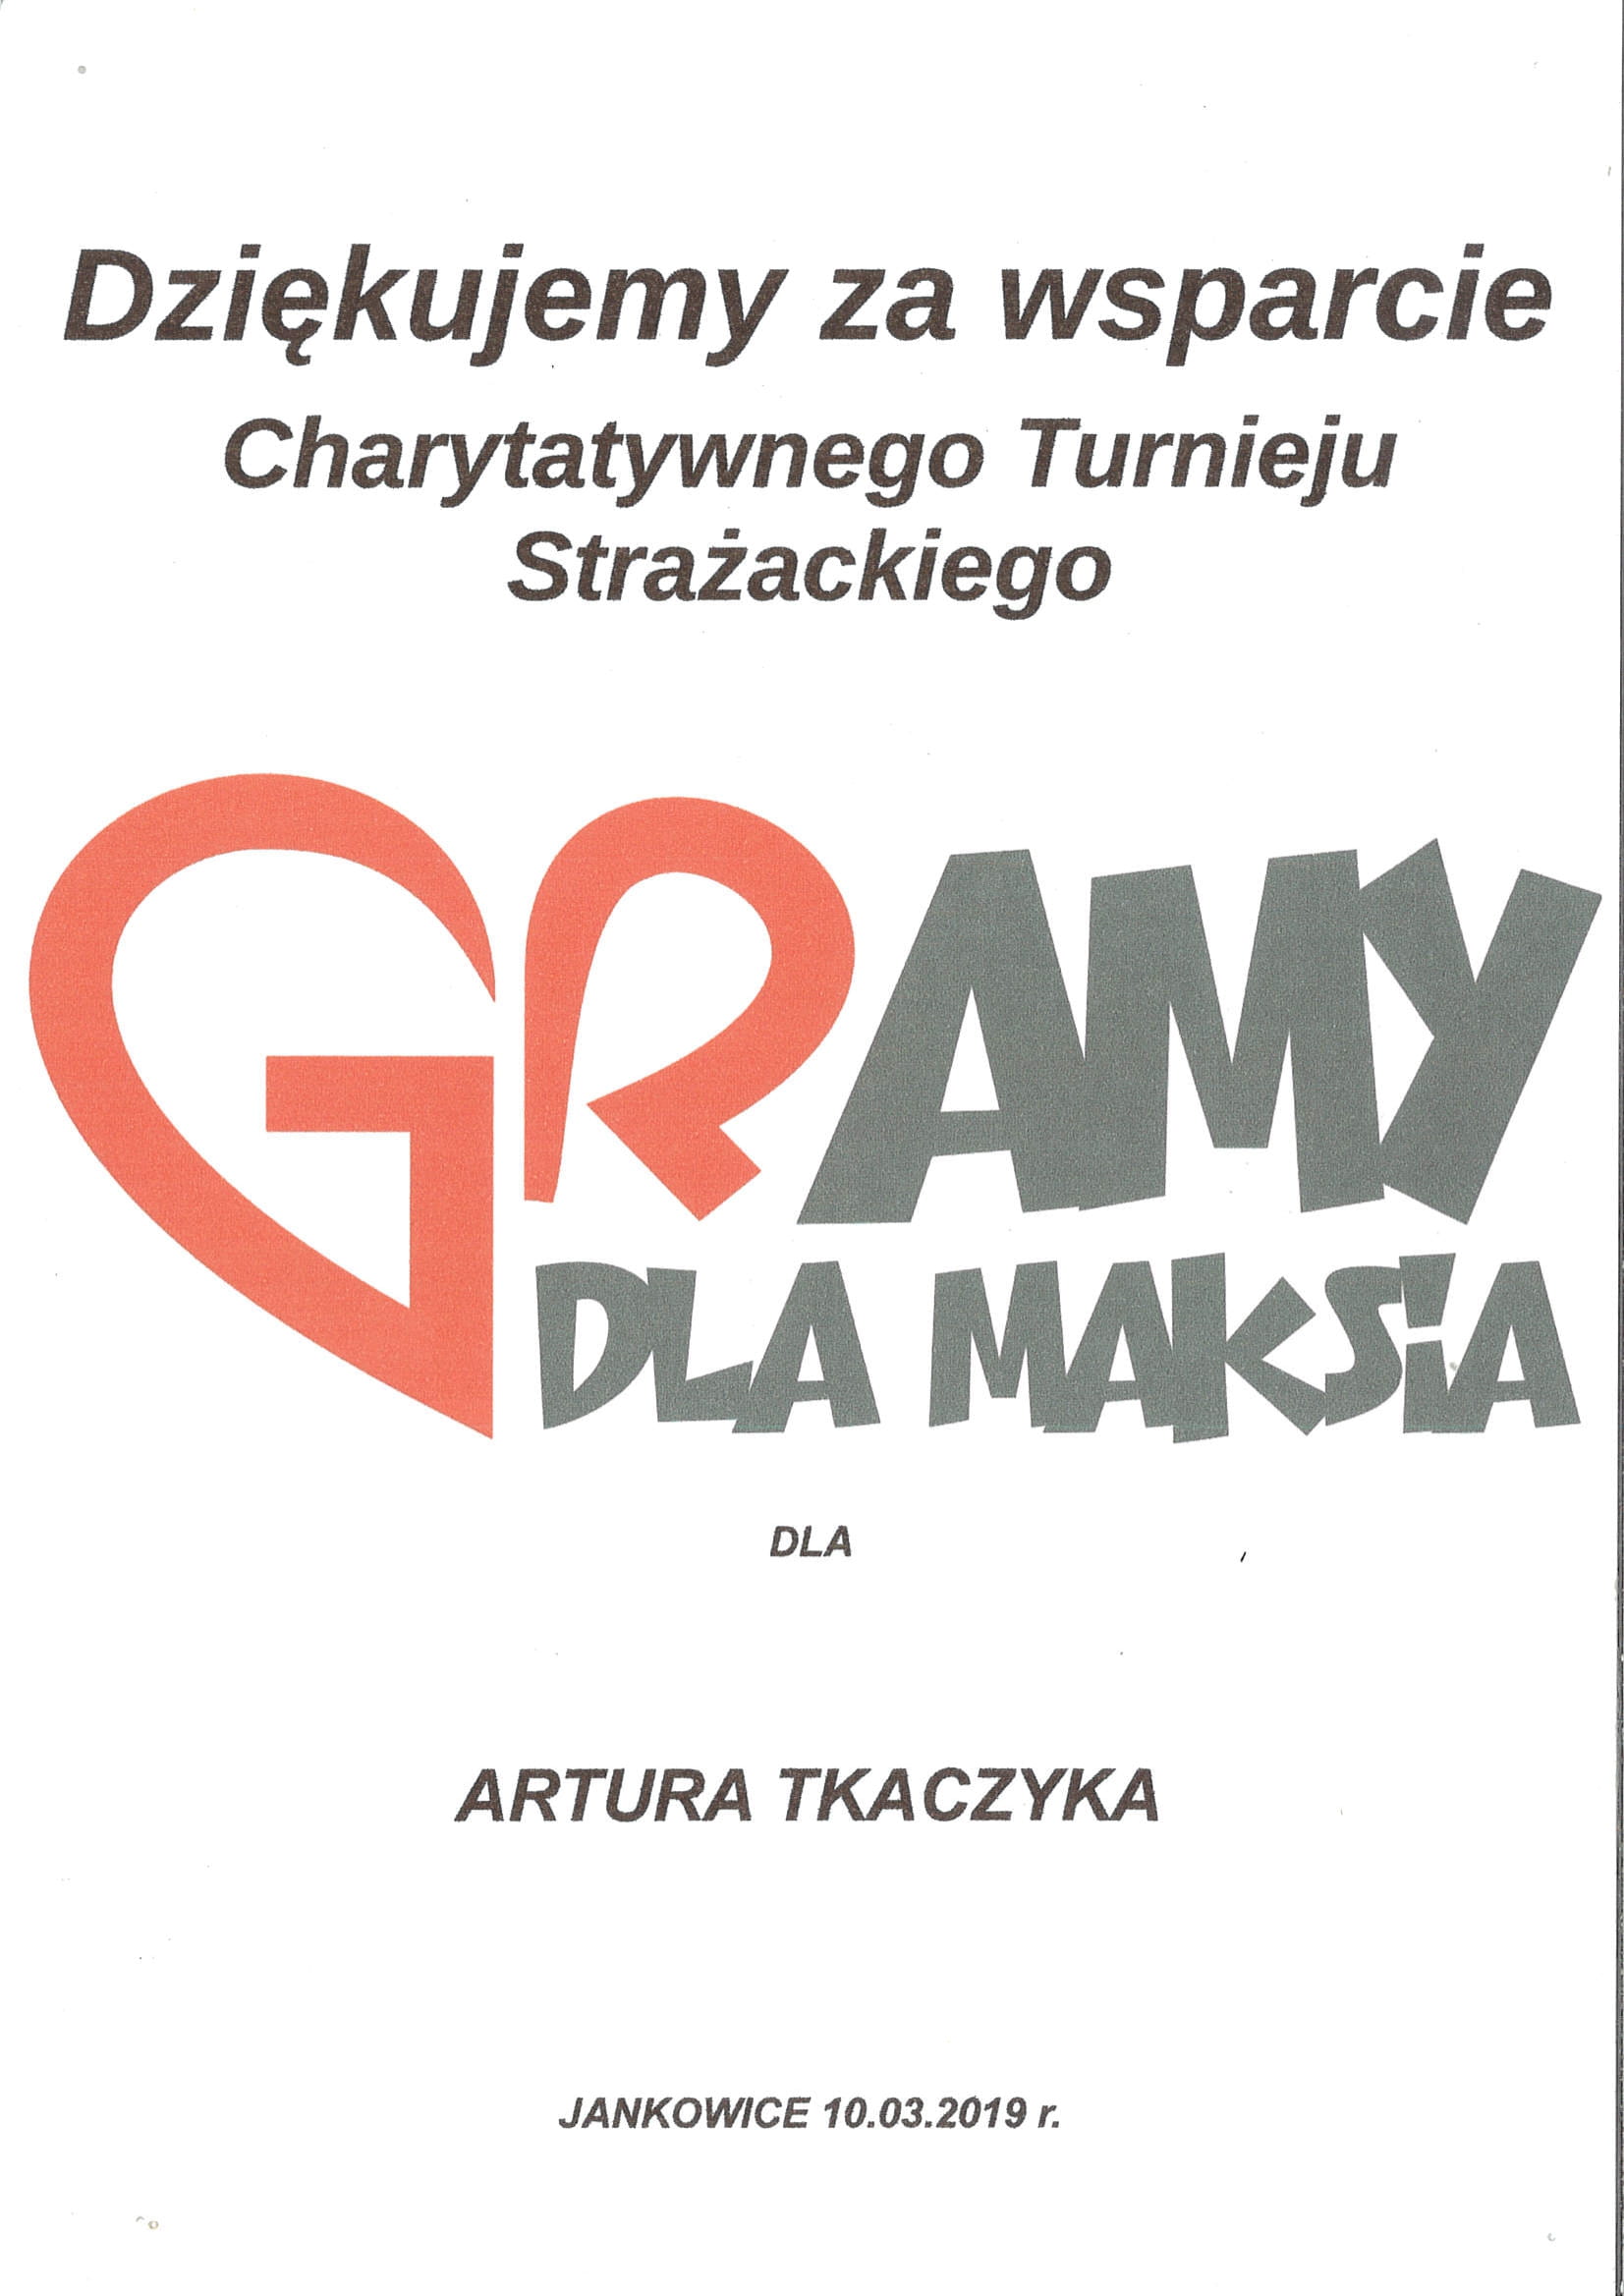 Dziękujemy za wsparcie
Charytatywnego Turnieju
Strażackiego
GRAMY
DLA MAKSiA
DLA
ARTURA TKACZYKA
JANKOWICE 10.03.2019 r.